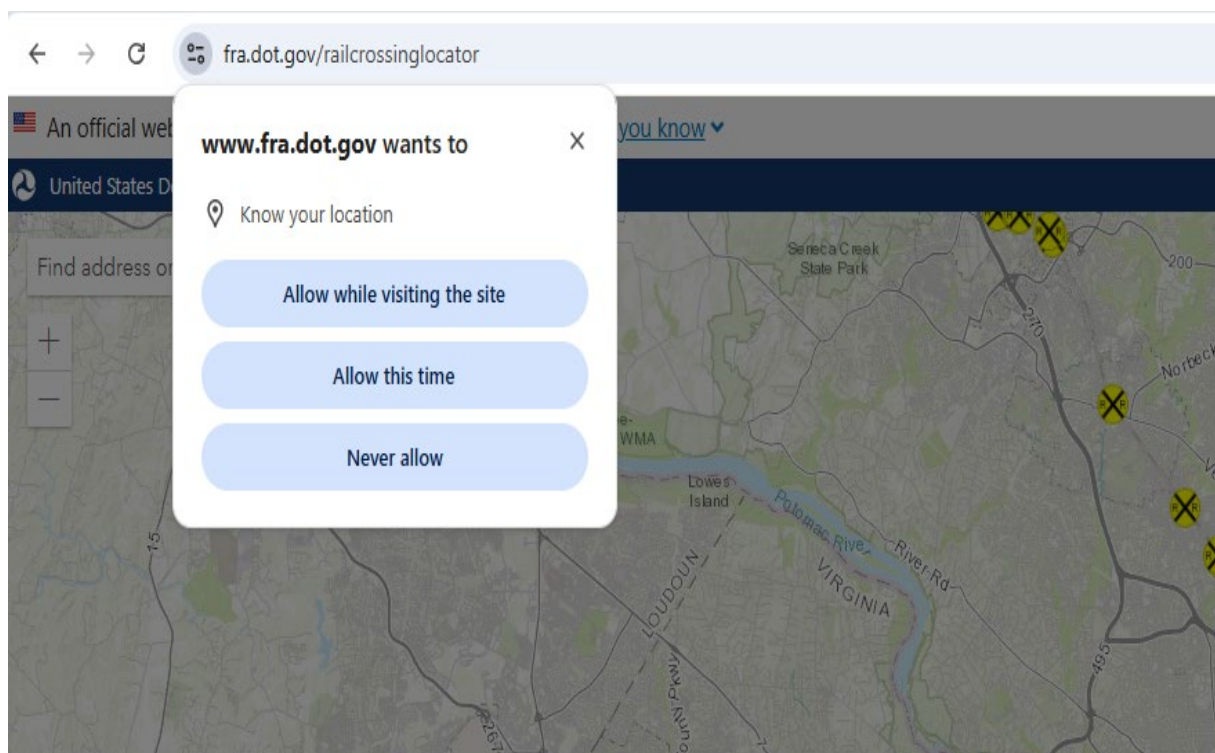 fra.dot.gov/railcrossinglocator
An official we
you know
www.fra.dot.gov wants to
United States D
Know your location
Find address or
Allow while visiting the site
Allow this time
Never allow
Seneca Creek
State Park
200
270
Norbeck
R R
WMA
Lowes
Island
Potomac River
River Rd
VIRGINIA
LOUDOUN
15
495
267